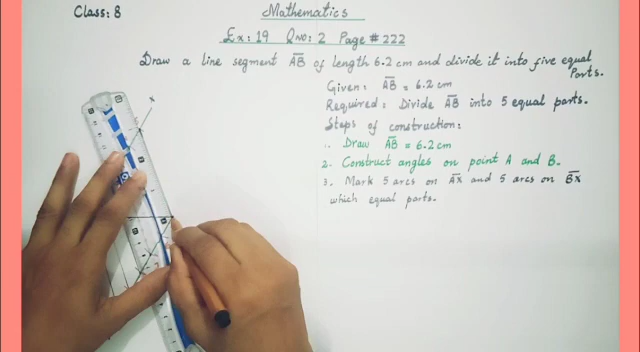 Class: 8
Mathematics
Ex: 19 Qno: 2 Page # 222
Draw a line segment AB of length 6.2 cm and divide it into five equal
Parts.
Given: AB = 6.2 cm
Required: Divide AB into 5 equal parts.
Steps of construction:
1. Draw AB = 6.2 cm
2. Construct angles on point A and B.
3. Mark 5 arcs on AX and 5 arcs on BX
which equal parts.
X